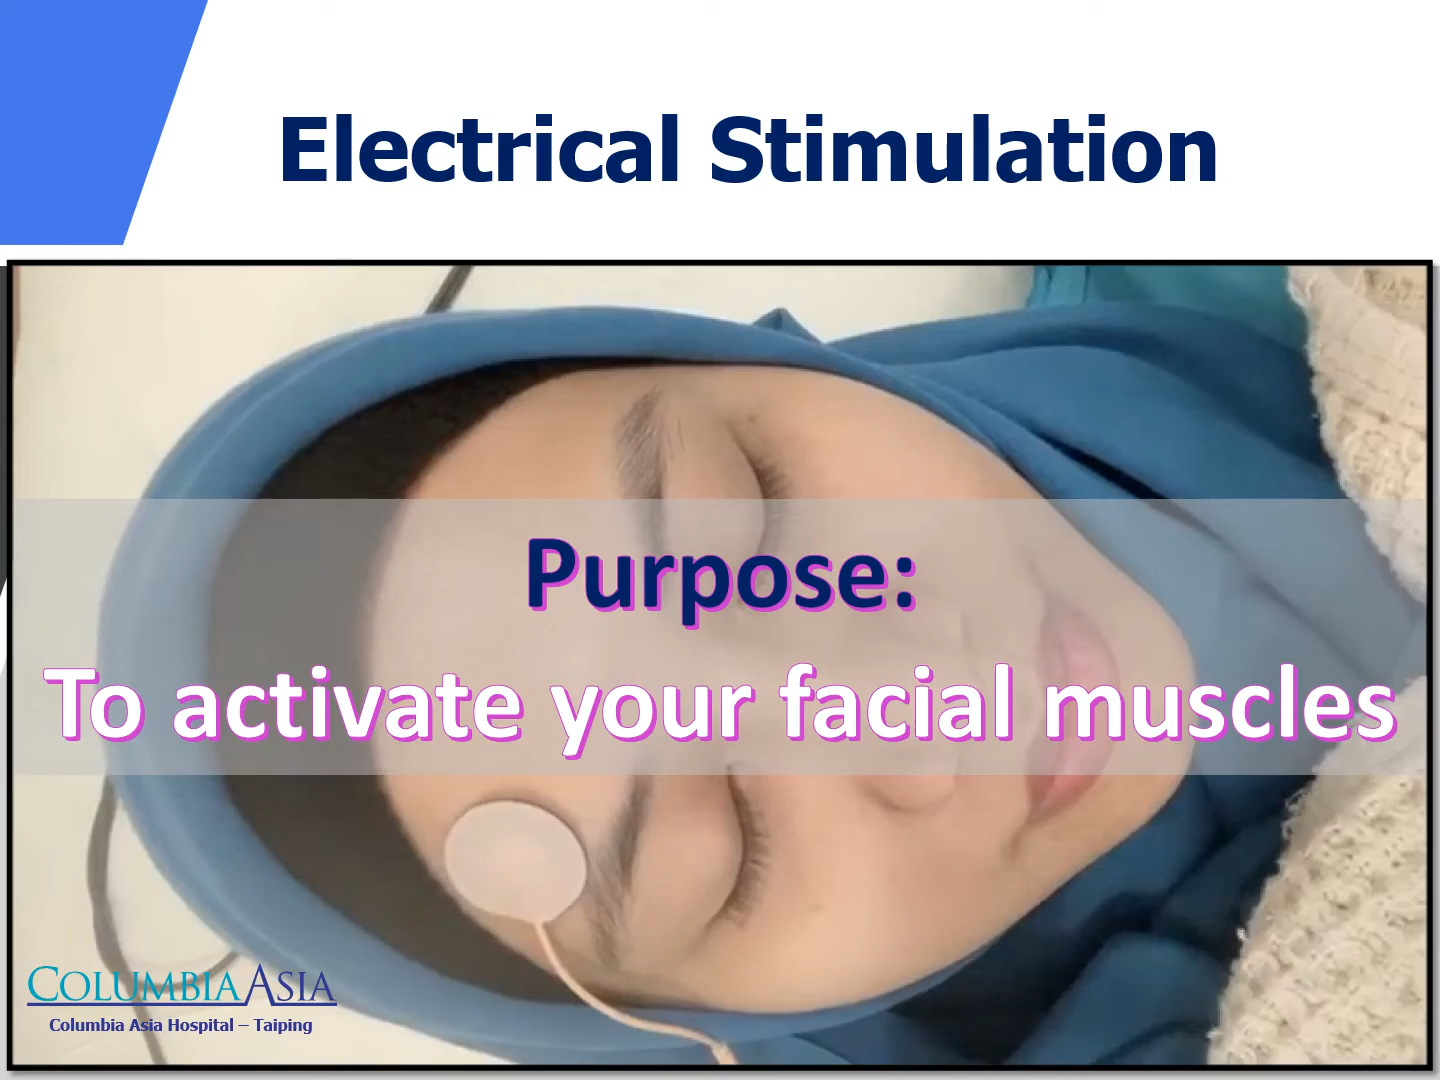 Electrical Stimulation
Purpose:
To activate your facial muscles
COLUMBIA ASIA
Columbia Asia Hospital – Taiping